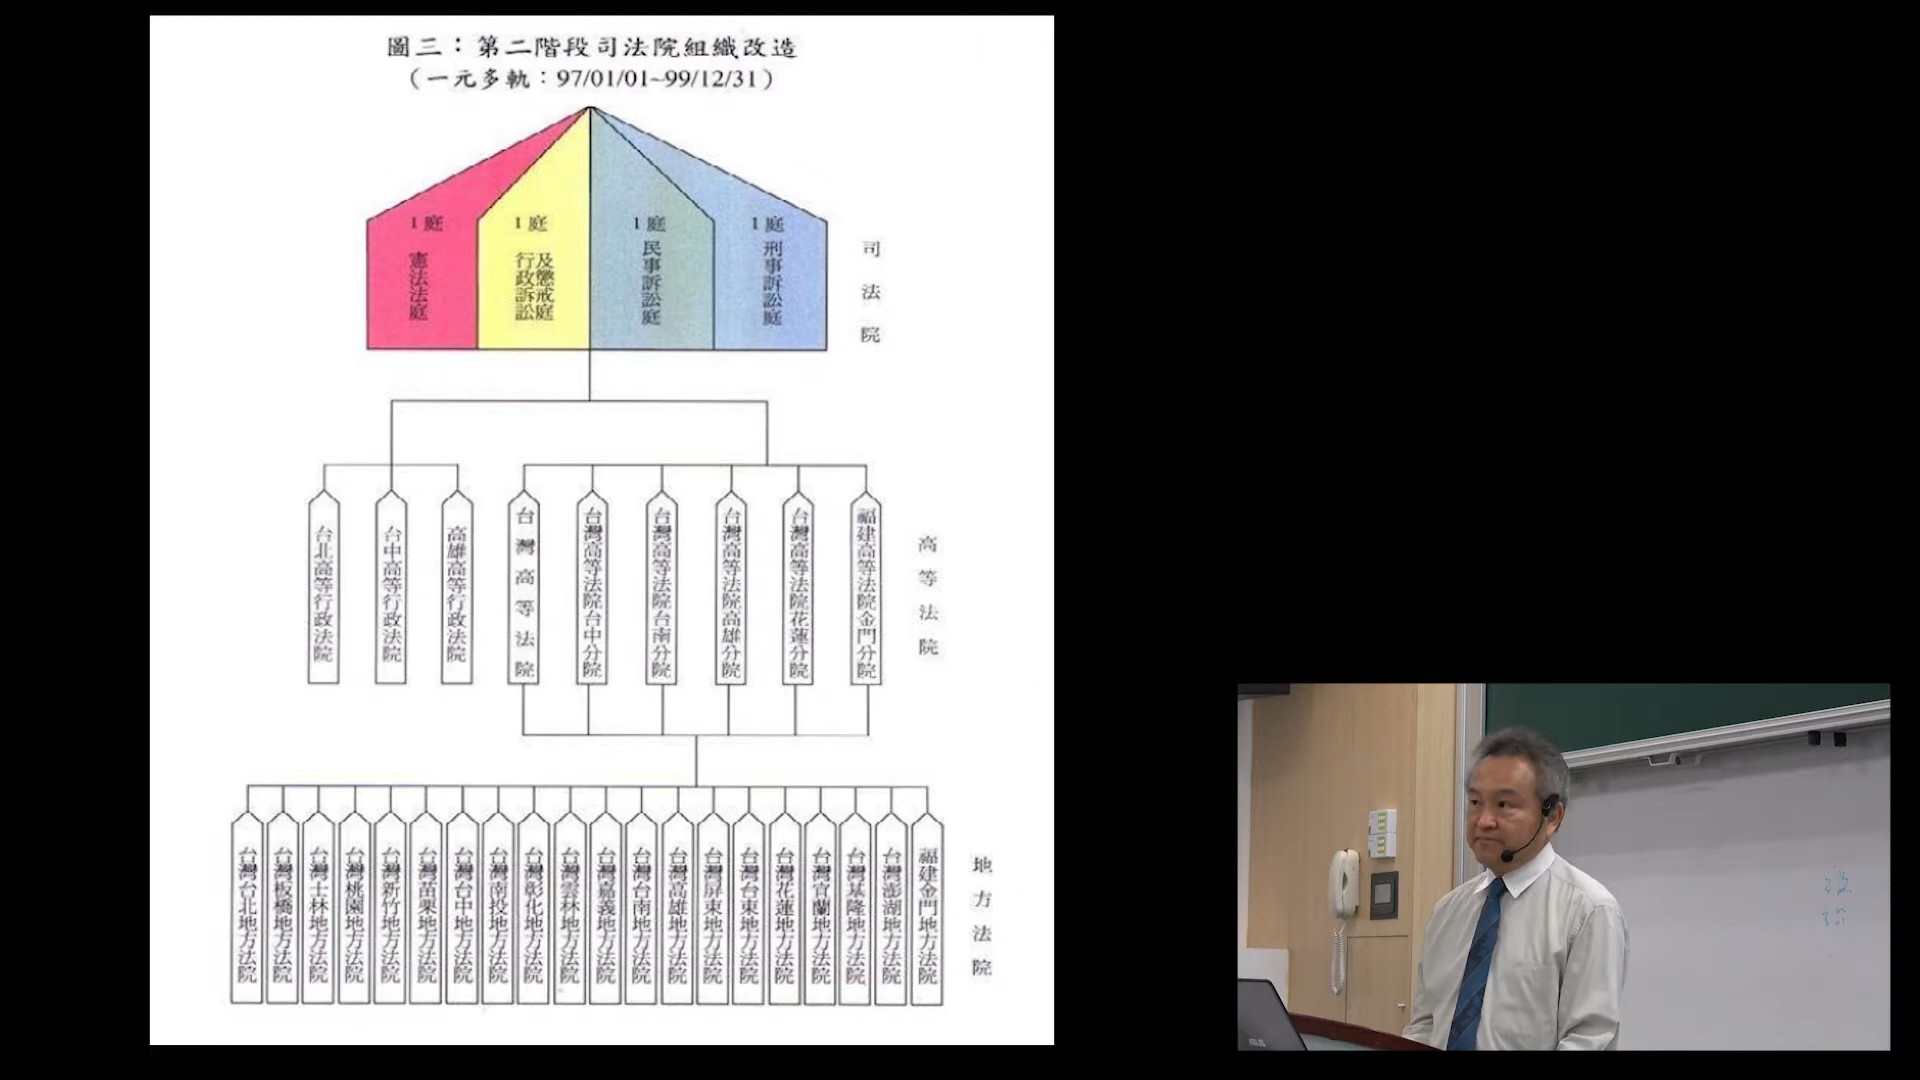 圖三：第二階段司法院組織改造
（一元多軌：97/01/01~99/12/31）
1庭
憲法法庭
1庭
行政訴訟
及懲戒庭
1庭
民事訴訟庭
1庭
刑事訴訟庭
司法院
台北高等行政法院
台中高等行政法院
高雄高等行政法院
台灣高等法院
台灣高等法院台中分院
台灣高等法院台南分院
台灣高等法院高雄分院
台灣高等法院花蓮分院
福建高等法院金門分院
高等法院
台灣台北地方法院
台灣板橋地方法院
台灣士林地方法院
台灣桃園地方法院
台灣新竹地方法院
台灣苗栗地方法院
台灣台中地方法院
台灣南投地方法院
台灣彰化地方法院
台灣雲林地方法院
台灣嘉義地方法院
台灣台南地方法院
台灣高雄地方法院
台灣屏東地方法院
台灣台東地方法院
台灣花蓮地方法院
台灣宜蘭地方法院
台灣基隆地方法院
台灣澎湖地方法院
福建金門地方法院
地方法院